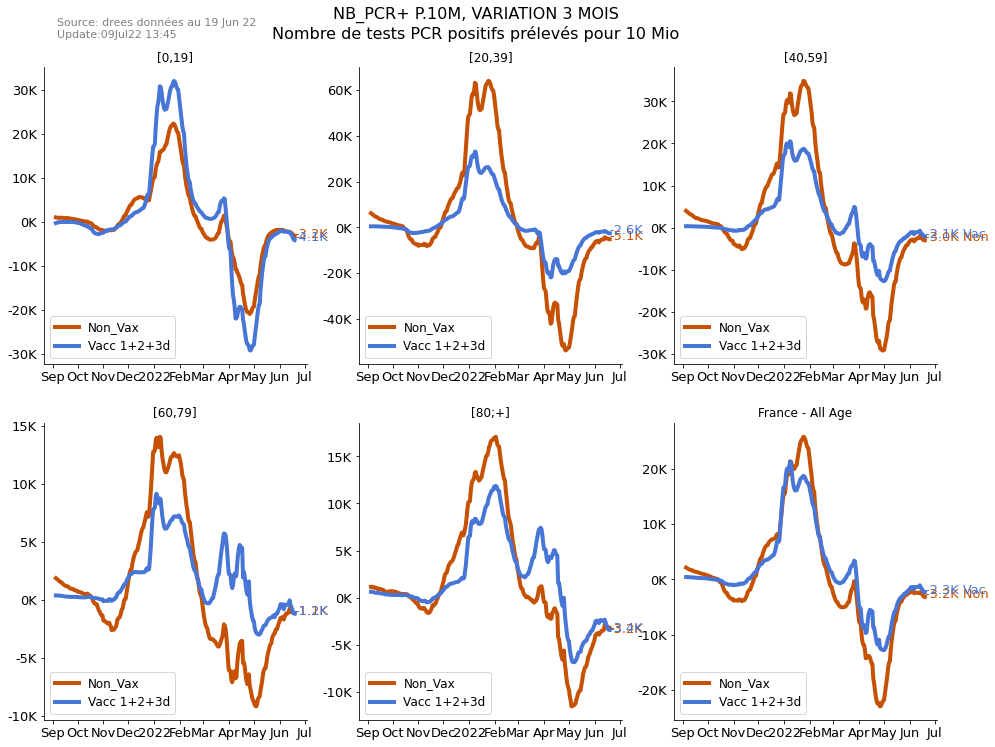 NB_PCR+ P.10M, VARIATION 3 MOIS
Source: drees données au 19 Jun 22
Update:09Jul22 13:45
Nombre de tests PCR positifs prélevés pour 10 Mio
[0,19]
30K
20K
10K
0K
-10K
-20K
-30K
-3.2K
-4.1K
Non_Vax
Vacc 1+2+3d
Sep Oct Nov Dec 2022 Feb Mar Apr May Jun Jul
[20,39]
60K
40K
20K
0K
-20K
-40K
-2.6K
-5.1K
Non_Vax
Vacc 1+2+3d
Sep Oct Nov Dec 2022 Feb Mar Apr May Jun Jul
[40,59]
30K
20K
10K
0K
-10K
-20K
-30K
-2.1K Vac
-3.0K Non
Non_Vax
Vacc 1+2+3d
Sep Oct Nov Dec 2022 Feb Mar Apr May Jun Jul
[60,79]
15K
10K
5K
0K
-5K
-10K
-1.2K
Non_Vax
Vacc 1+2+3d
Sep Oct Nov Dec 2022 Feb Mar Apr May Jun Jul
[80;+]
15K
10K
5K
0K
-5K
-10K
Non_Vax
Vacc 1+2+3d
Sep Oct Nov Dec 2022 Feb Mar Apr May Jun Jul
France - All Age
20K
10K
0K
-10K
-20K
-2.3K Vac
-3.2K Non
Non_Vax
Vacc 1+2+3d
Sep Oct Nov Dec 2022 Feb Mar Apr May Jun Jul